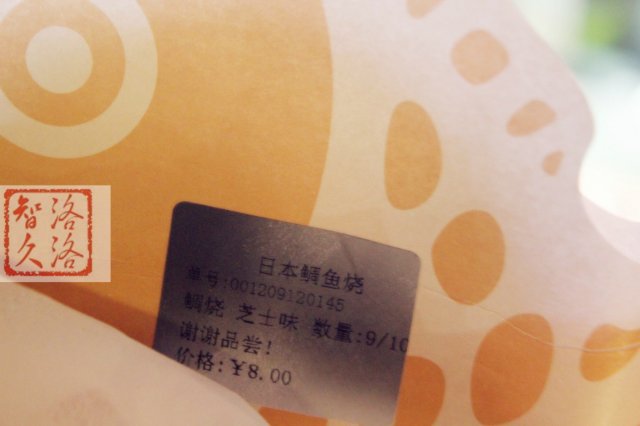 智久
洛洛
日本鲷鱼烧
单号:001209120145
鲷烧 芝士味 数量:9/10
谢谢品尝!
价格:¥8.00